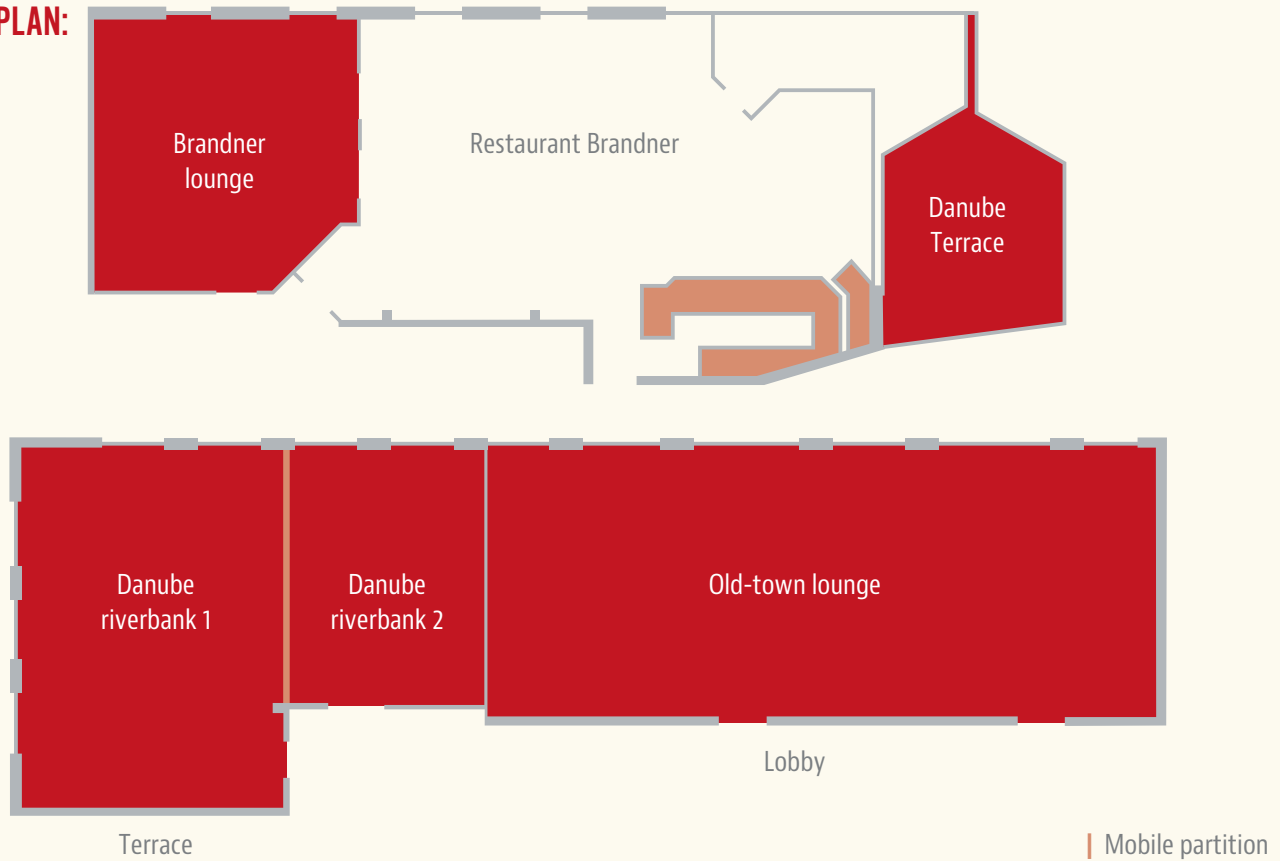 PLAN:
Brandner
lounge
Restaurant Brandner
Danube
Terrace
Danube
riverbank 1
Danube
riverbank 2
Old-town lounge
Lobby
Terrace
Mobile partition